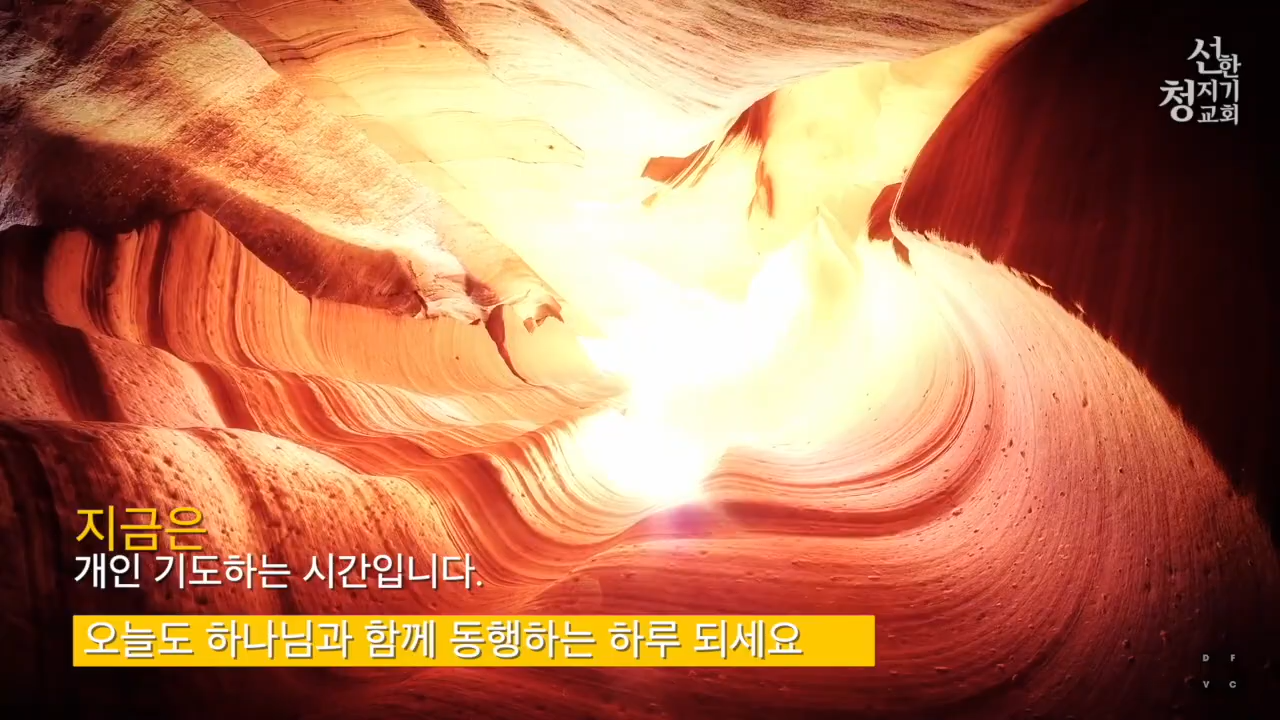 선한
청지기
교회
지금은
개인 기도하는 시간입니다.
오늘도 하나님과 함께 동행하는 하루 되세요
D F
V C